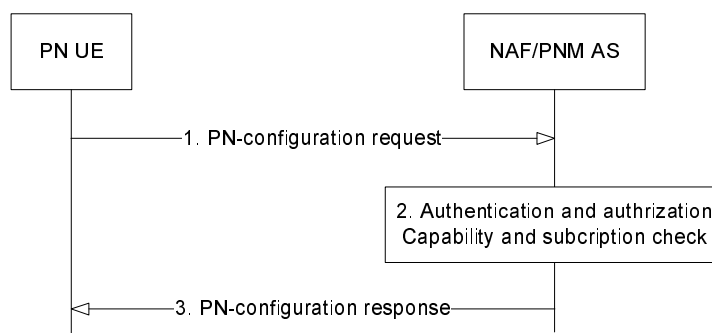 PN UE
NAF/PNM AS
1. PN-configuration request
2. Authentication and authrization
Capability and subcription check
3. PN-configuration response